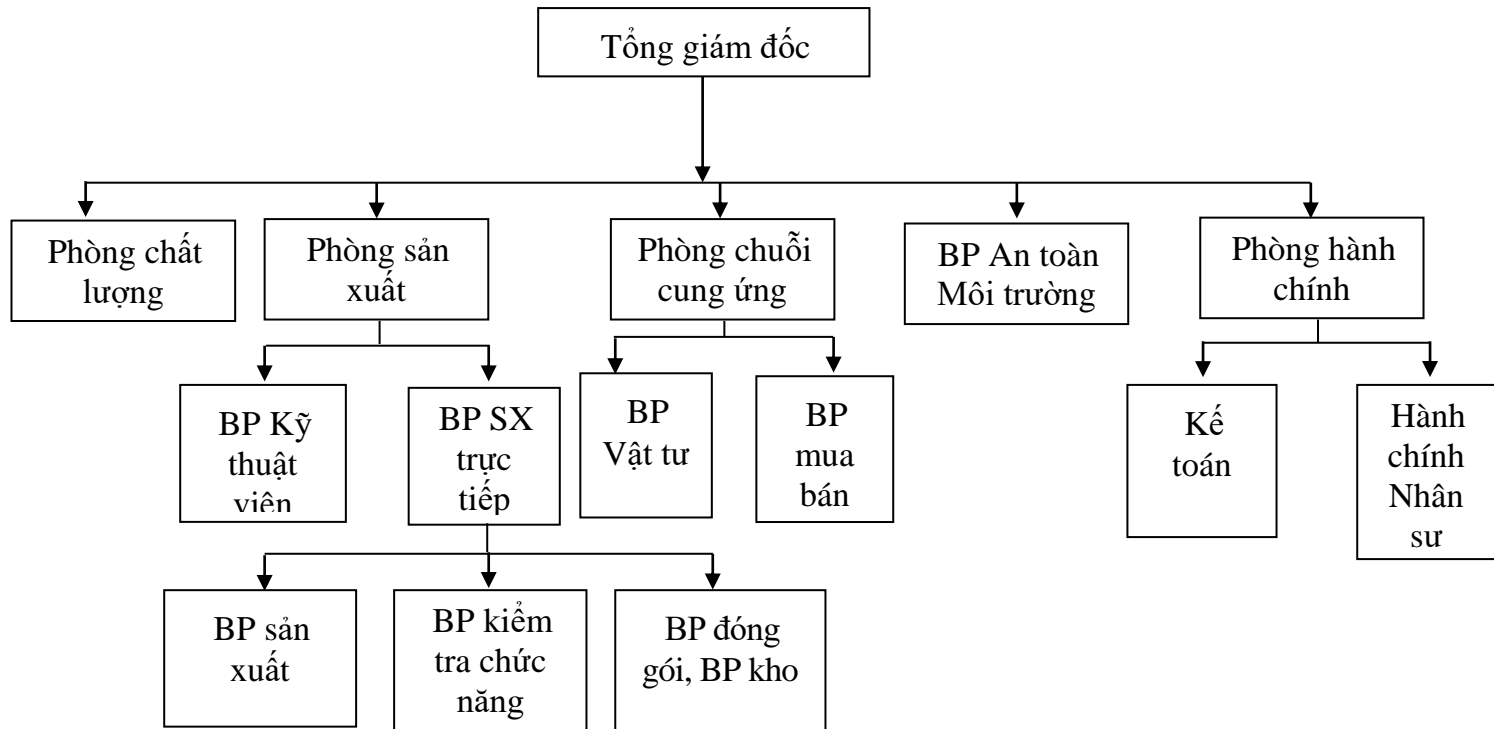 Tổng giám đốc
Phòng chất
lượng
Phòng sản
xuất
Phòng chuỗi
cung ứng
BP An toàn
Môi trường
Phòng hành
chính
BP Kỹ
thuật
viên
BP SX
trực
tiếp
BP
Vật tư
BP
mua
bán
Kế
toán
Hành
chính
Nhân
sư
BP sản
xuất
BP kiểm
tra chức
năng
BP đóng
gói, BP kho